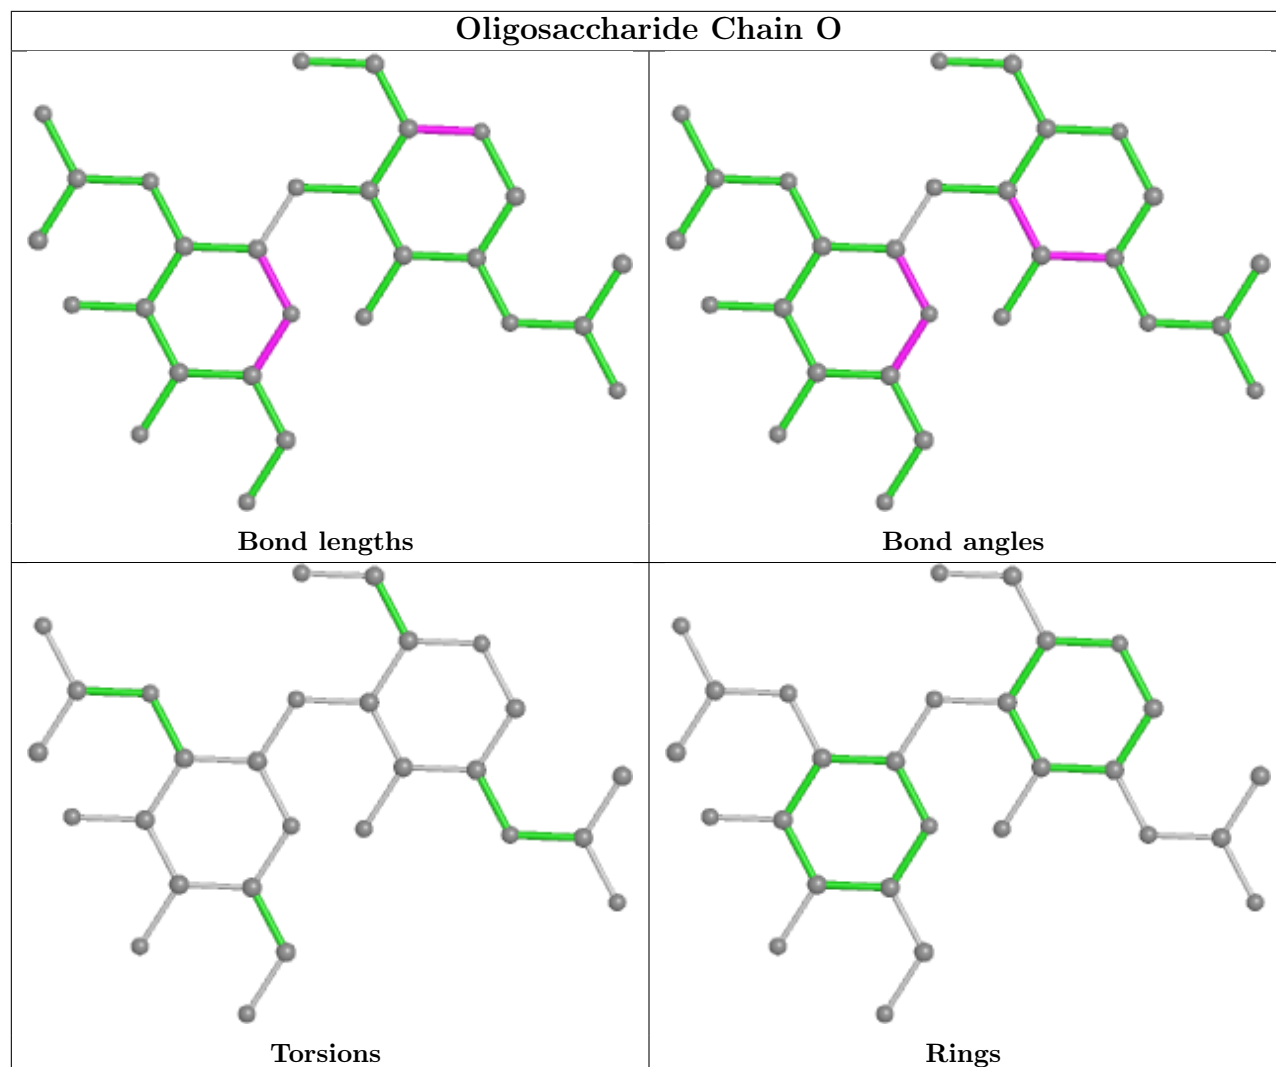 Oligosaccharide Chain O
Bond lengths
Bond angles
Torsions
Rings